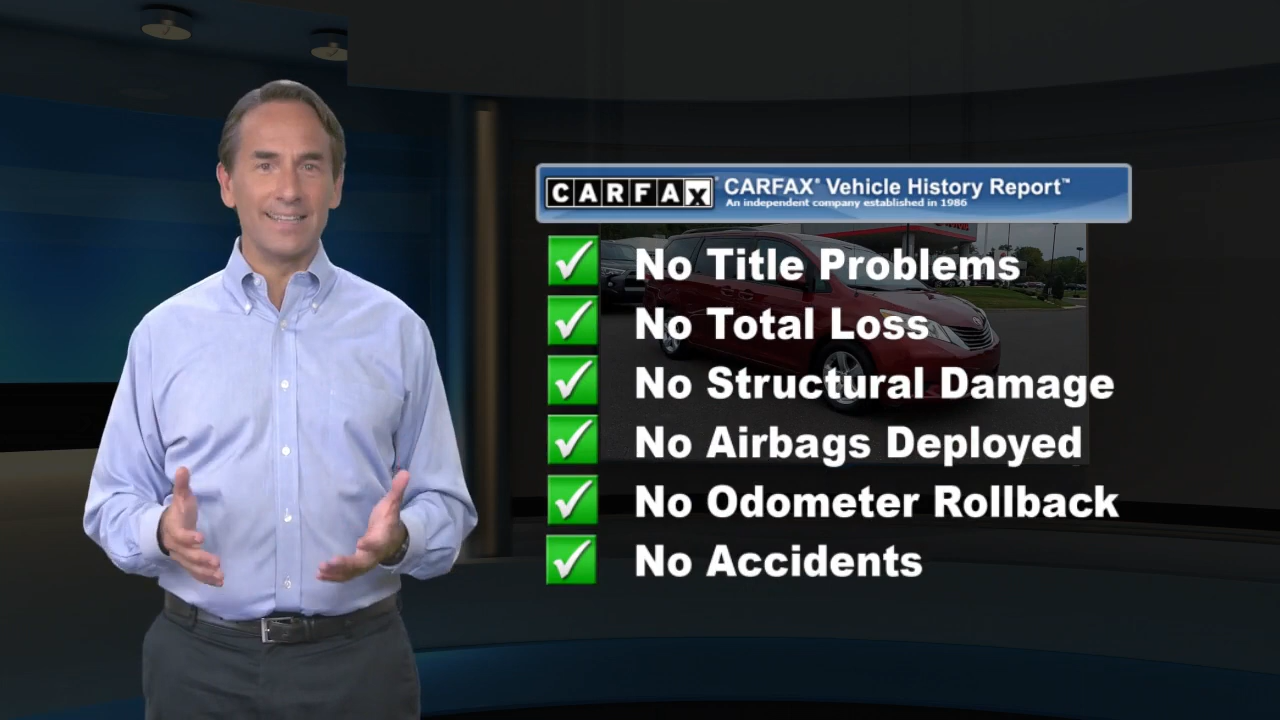 CARFAX CARFAX® Vehicle History Report™
An independent company established in 1986
No Title Problems
No Total Loss
No Structural Damage
No Airbags Deployed
No Odometer Rollback
No Accidents